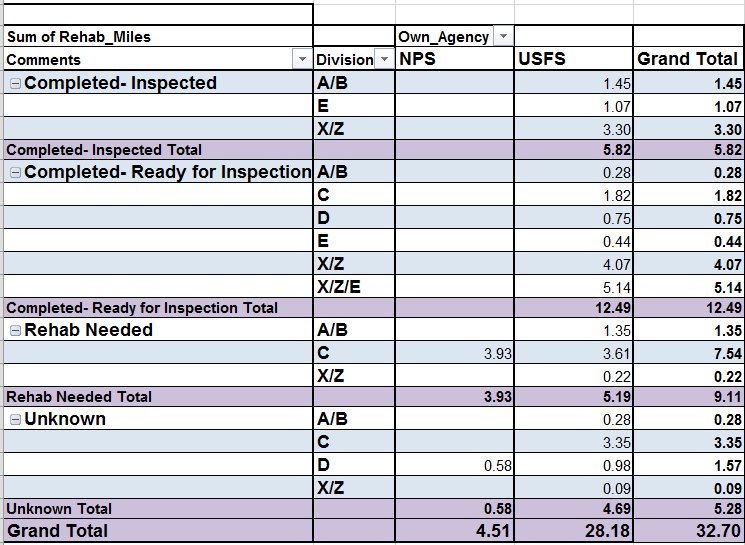 Sum of Rehab_Miles Own_Agency
Comments Division NPS USFS Grand Total
Completed- Inspected A/B 1.45 1.45
E 1.07 1.07
X/Z 3.30 3.30
Completed- Inspected Total 5.82 5.82
Completed- Ready for Inspection A/B 0.28 0.28
C 1.82 1.82
D 0.75 0.75
E 0.44 0.44
X/Z 4.07 4.07
X/Z/E 5.14 5.14
Completed- Ready for Inspection Total 12.49 12.49
Rehab Needed A/B 1.35 1.35
C 3.93 3.61 7.54
X/Z 0.22 0.22
Rehab Needed Total 3.93 5.19 9.11
Unknown A/B 0.28 0.28
C 3.35 3.35
D 0.58 0.98 1.57
X/Z 0.09 0.09
Unknown Total 0.58 4.69 5.28
Grand Total 4.51 28.18 32.70